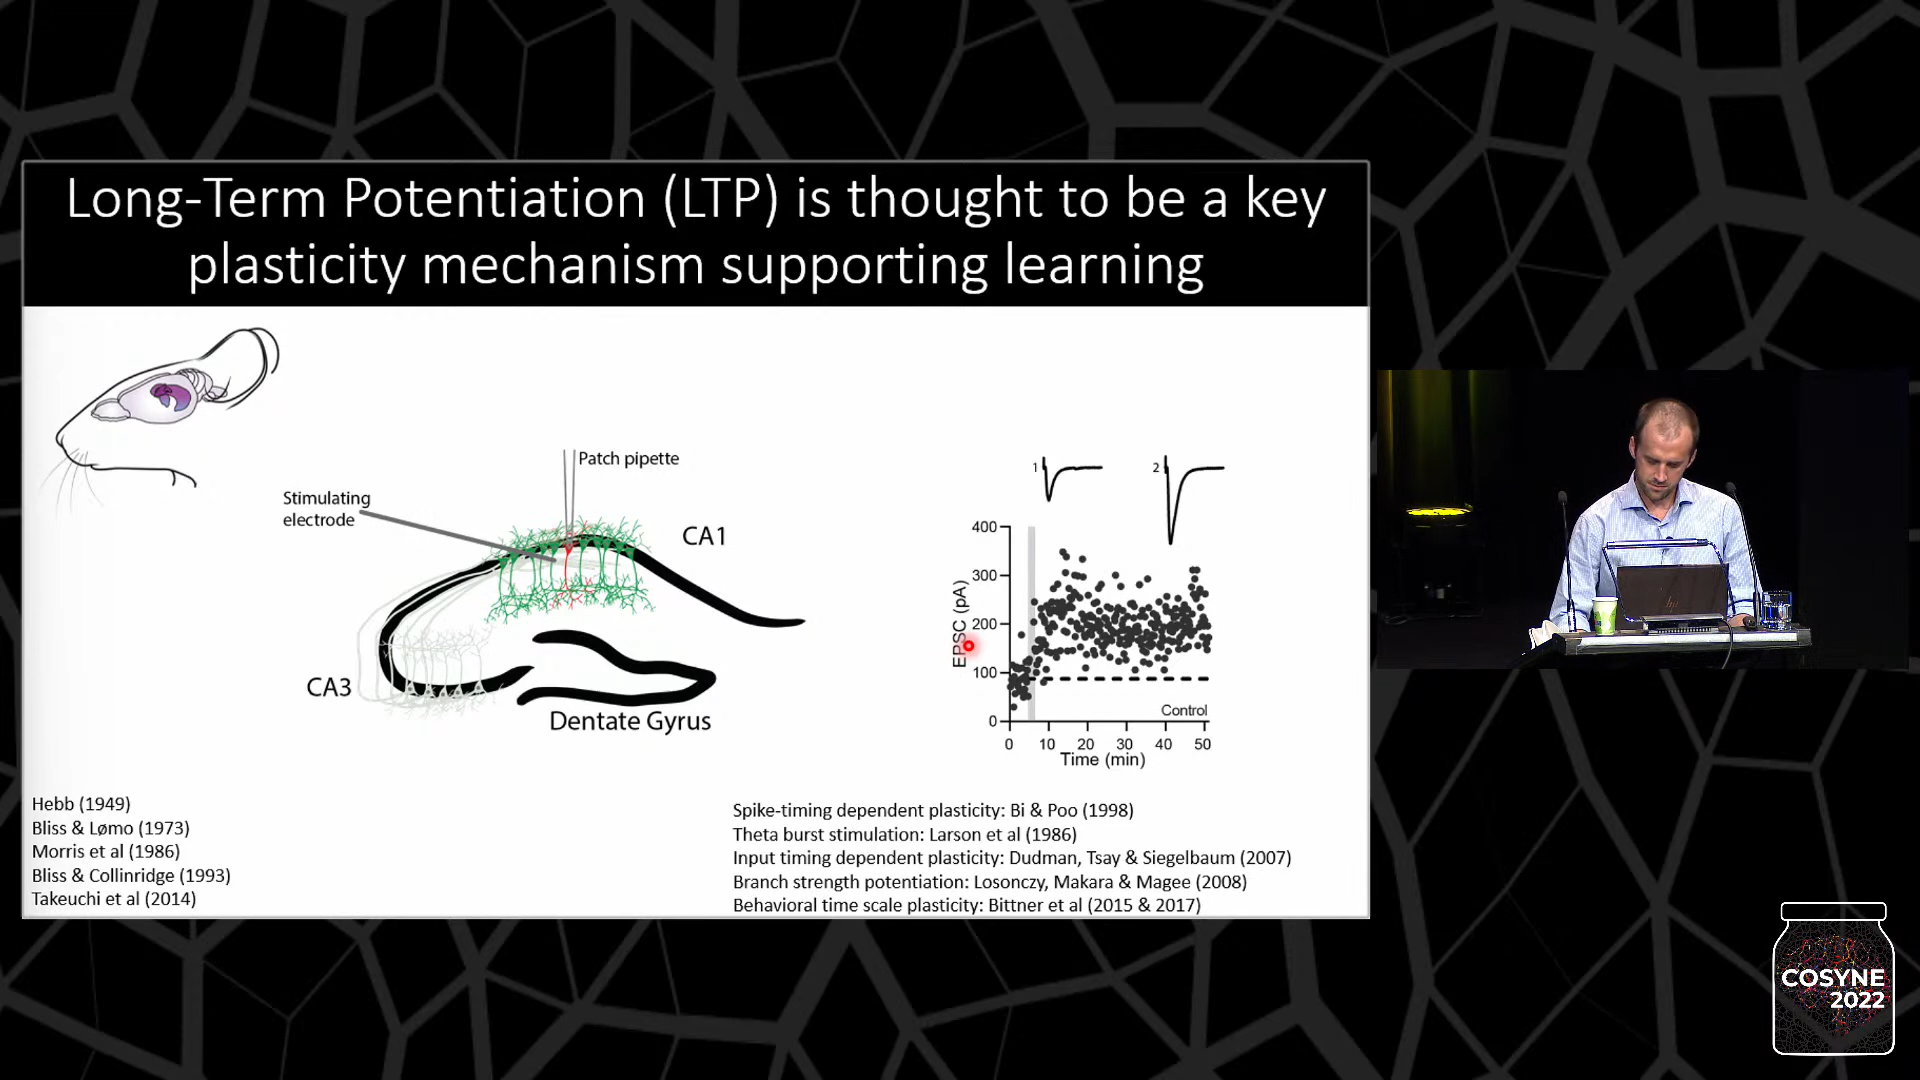 Long-Term Potentiation (LTP) is thought to be a key
plasticity mechanism supporting learning
Patch pipette
Stimulating
electrode
CA1
CA3
Dentate Gyrus
1
2
400
300
200
100
0
EPSC (pA)
Control
0 10 20 30 40 50
Time (min)
Hebb (1949)
Bliss & Lømo (1973)
Morris et al (1986)
Bliss & Collinridge (1993)
Takeuchi et al (2014)
Spike-timing dependent plasticity: Bi & Poo (1998)
Theta burst stimulation: Larson et al (1986)
Input timing dependent plasticity: Dudman, Tsay & Siegelbaum (2007)
Branch strength potentiation: Losonczy, Makara & Magee (2008)
Behavioral time scale plasticity: Bittner et al (2015 & 2017)
hp
COSYNE
2022